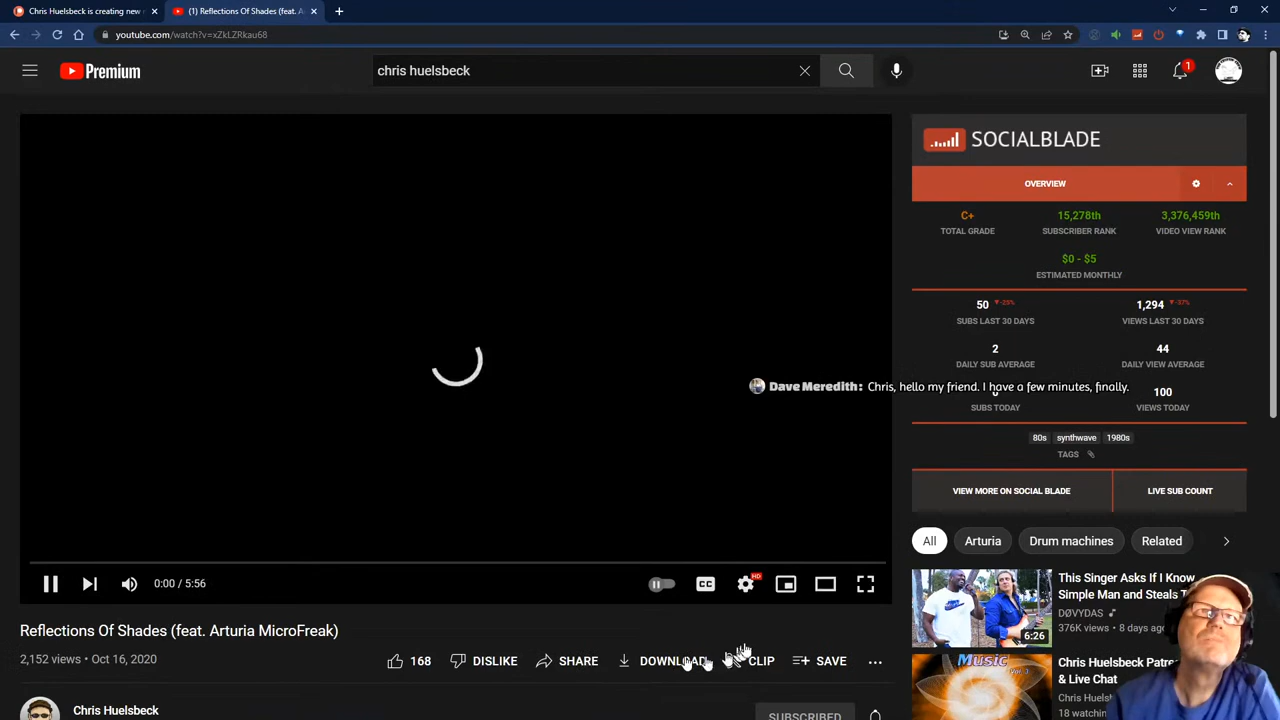 Chris Huelsbeck is creating new
(1) Reflections Of Shades (feat. A
youtube.com/watch?v=xZkLZRkau68
Premium
chris huelsbeck
1
SOCIALBLADE
OVERVIEW
C+
TOTAL GRADE
15,278th
SUBSCRIBER RANK
3,376,459th
VIDEO VIEW RANK
$0 - $5
ESTIMATED MONTHLY
50 -25%
SUBS LAST 30 DAYS
1,294 -37%
VIEWS LAST 30 DAYS
2
DAILY SUB AVERAGE
44
DAILY VIEW AVERAGE
Dave Meredith: Chris, hello my friend. I have a few minutes, finally.
SUBS TODAY
100
VIEWS TODAY
80s synthwave 1980s
TAGS
VIEW MORE ON SOCIAL BLADE
LIVE SUB COUNT
All Arturia Drum machines Related
0:00 / 5:56
CC
HD
Reflections Of Shades (feat. Arturia MicroFreak)
2,152 views • Oct 16, 2020
168 DISLIKE SHARE DOWNLOAD CLIP SAVE
Chris Huelsbeck
SUBSCRIBED
This Singer Asks If I Know
Simple Man and Steals T
DØVYDAS
376K views • 8 days
6:26
Music
Chris Huelsbeck Patre
& Live Chat
Chris Huels
18 watching